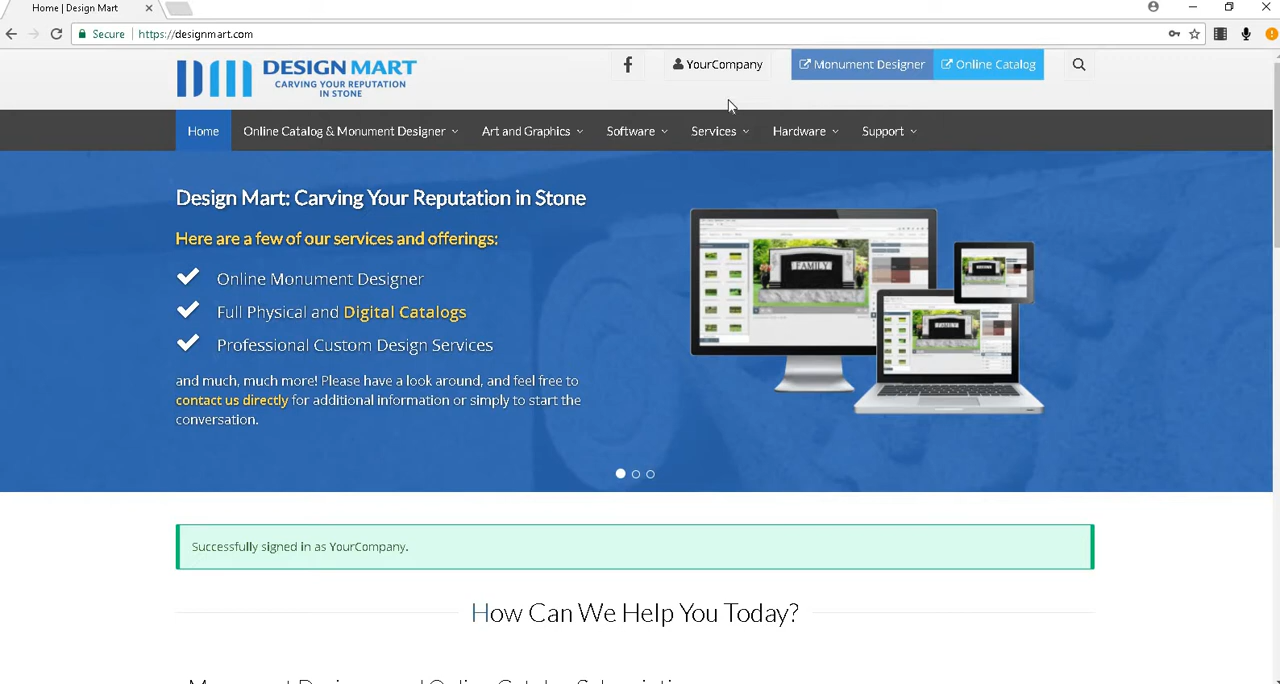 Home | Design Mart
Secure https://designmart.com
DESIGN MART
CARVING YOUR REPUTATION
IN STONE
YourCompany
Monument Designer
Online Catalog
Home
Online Catalog & Monument Designer
Art and Graphics
Software
Services
Hardware
Support
Design Mart: Carving Your Reputation in Stone
Here are a few of our services and offerings:
Online Monument Designer
Full Physical and Digital Catalogs
Professional Custom Design Services
and much, much more! Please have a look around, and feel free to
contact us directly for additional information or simply to start the
conversation.
FAMILY
Successfully signed in as YourCompany.
How Can We Help You Today?